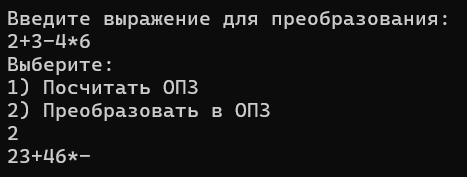 Введите выражение для преобразования:
2+3-4*6
Выберите:
1) Посчитать ОПЗ
2) Преобразовать в ОПЗ
2
23+46*-